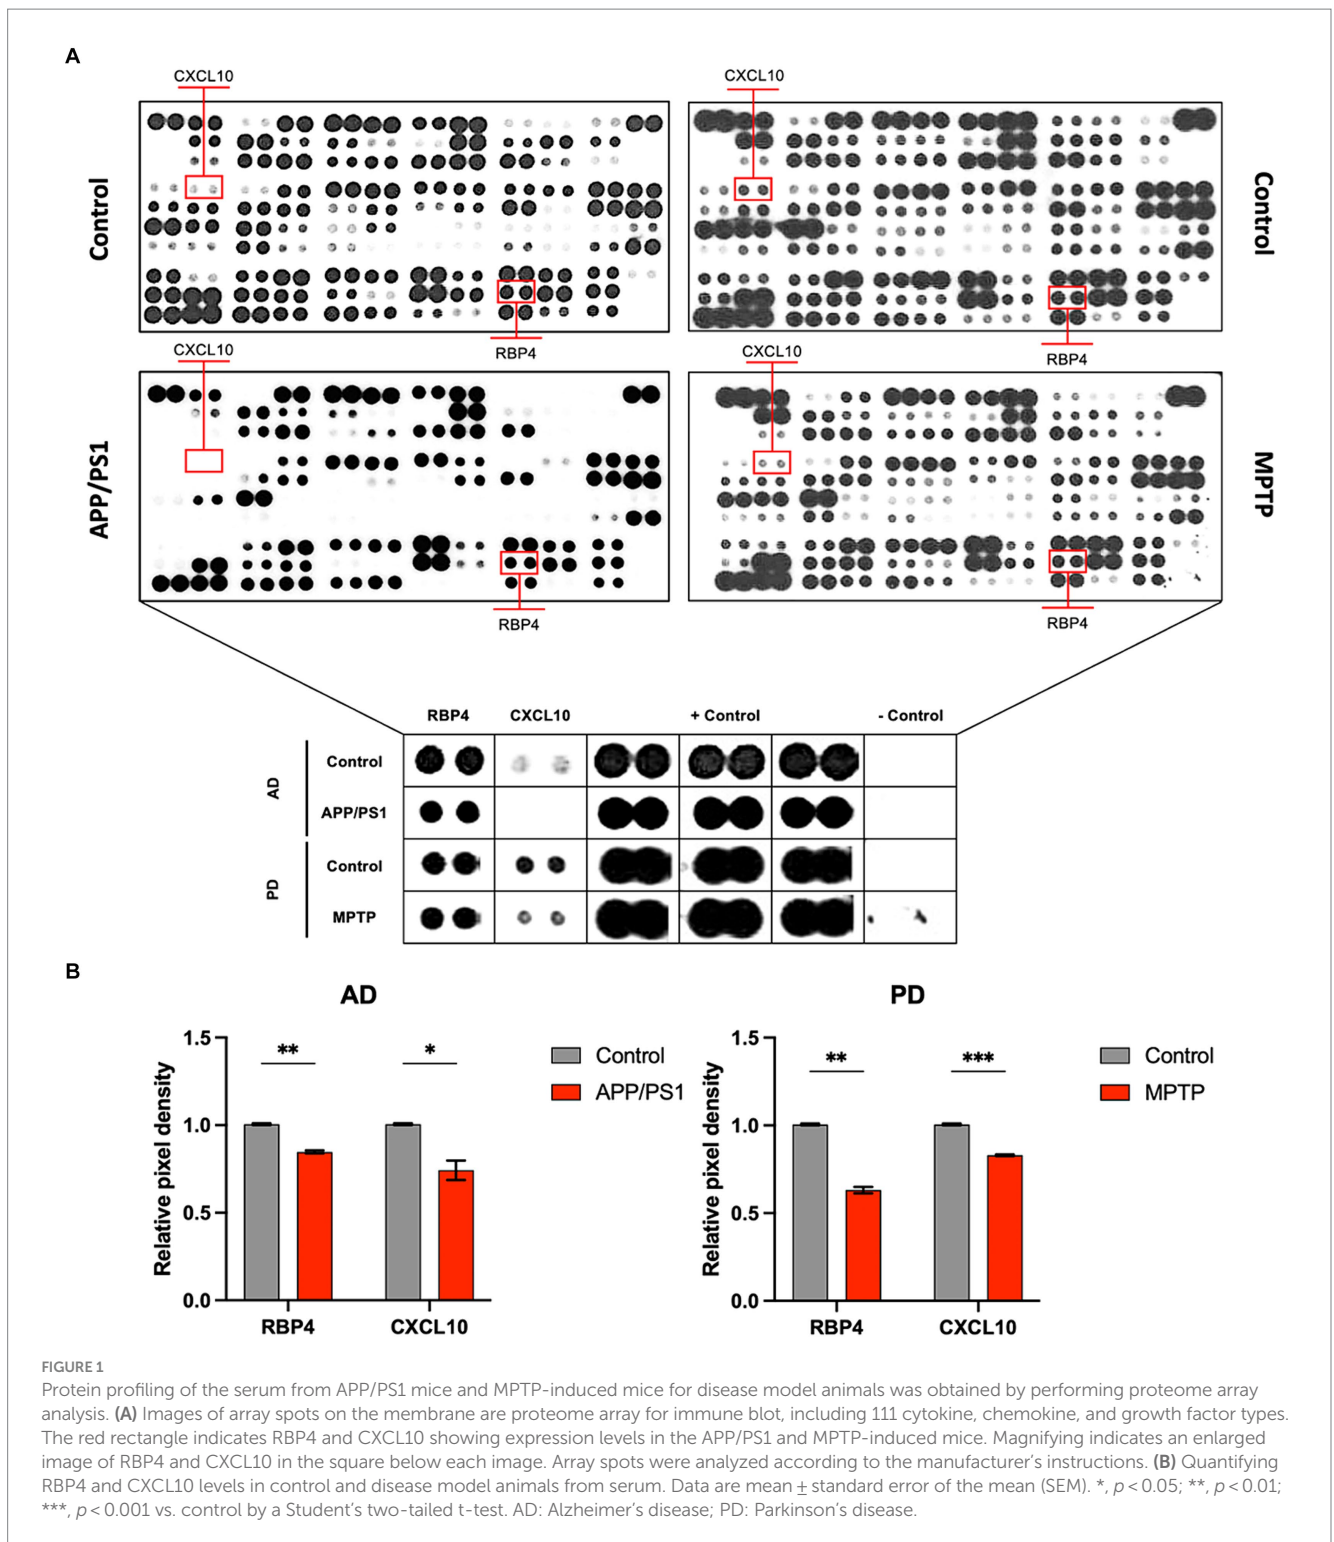 A
CXCL10
CXCL10
Control
Control
RBP4
RBP4
CXCL10
CXCL10
APP/PS1
MPTP
RBP4
RBP4
RBP4 CXCL10 + Control - Control
AD
Control
APP/PS1
PD
Control
MPTP
B
AD
1.5
1.0
0.5
0.0
Relative pixel density
**
*
Control
APP/PS1
RBP4 CXCL10
PD
1.5
1.0
0.5
0.0
Relative pixel density
**
***
Control
MPTP
RBP4 CXCL10
FIGURE 1
Protein profiling of the serum from APP/PS1 mice and MPTP-induced mice for disease model animals was obtained by performing proteome array
analysis. (A) Images of array spots on the membrane are proteome array for immune blot, including 111 cytokine, chemokine, and growth factor types.
The red rectangle indicates RBP4 and CXCL10 showing expression levels in the APP/PS1 and MPTP-induced mice. Magnifying indicates an enlarged
image of RBP4 and CXCL10 in the square below each image. Array spots were analyzed according to the manufacturer's instructions. (B) Quantifying
RBP4 and CXCL10 levels in control and disease model animals from serum. Data are mean ± standard error of the mean (SEM). *, p < 0.05; **, p < 0.01;
***, p < 0.001 vs. control by a Student's two-tailed t-test. AD: Alzheimer's disease; PD: Parkinson's disease.